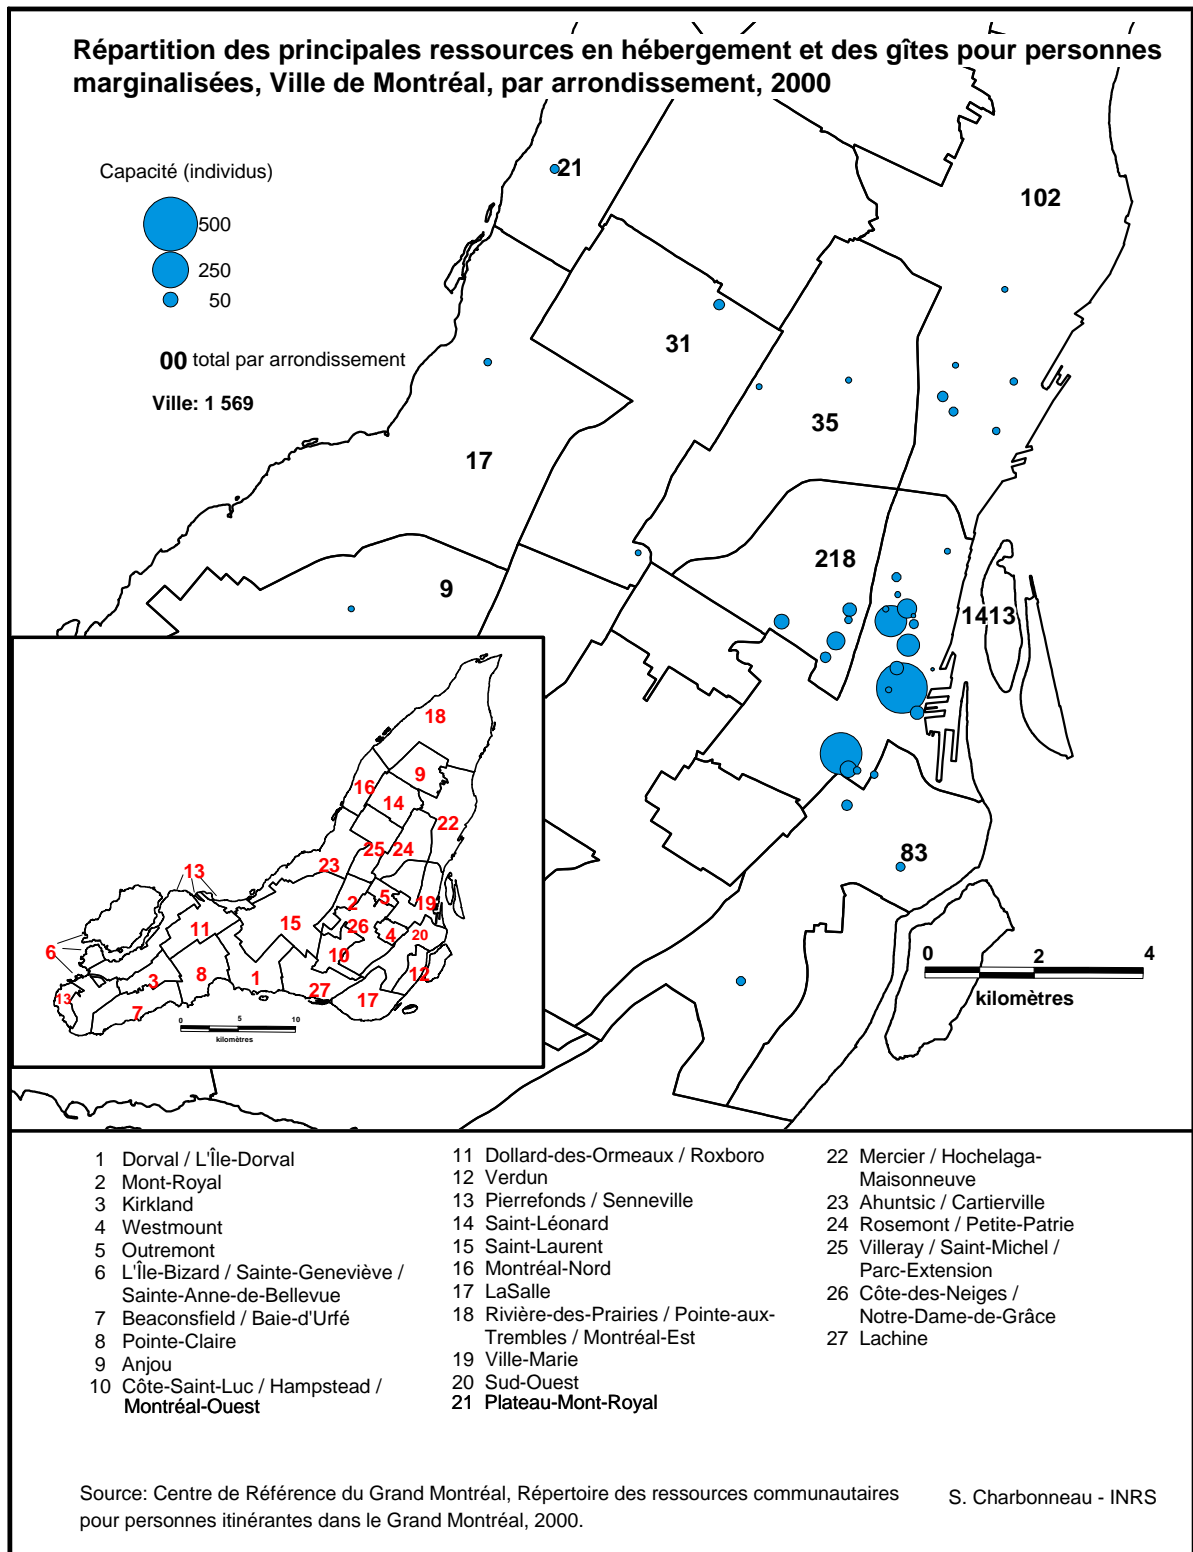 Répartition des principales ressources en hébergement et des gîtes pour personnes
marginalisées, Ville de Montréal, par arrondissement, 2000
Capacité (individus)
500
250
50
00 total par arrondissement
Ville: 1 569
21
102
31
35
17
218
9
1413
83
0 2 4
kilomètres
18
9
16
14
22
25 24
23
13
5
2
19
11
15
26
4
20
6
10
8
1
12
3
27
13
17
7
0 5 10
kilomètres
1 Dorval / L'Île-Dorval
2 Mont-Royal
3 Kirkland
4 Westmount
5 Outremont
6 L'Île-Bizard / Sainte-Geneviève /
Sainte-Anne-de-Bellevue
7 Beaconsfield / Baie-d'Urfé
8 Pointe-Claire
9 Anjou
10 Côte-Saint-Luc / Hampstead /
Montréal-Ouest
11 Dollard-des-Ormeaux / Roxboro
12 Verdun
13 Pierrefonds / Senneville
14 Saint-Léonard
15 Saint-Laurent
16 Montréal-Nord
17 LaSalle
18 Rivière-des-Prairies / Pointe-aux-
Trembles / Montréal-Est
19 Ville-Marie
20 Sud-Ouest
21 Plateau-Mont-Royal
22 Mercier / Hochelaga-
Maisonneuve
23 Ahuntsic / Cartierville
24 Rosemont / Petite-Patrie
25 Villeray / Saint-Michel /
Parc-Extension
26 Côte-des-Neiges /
Notre-Dame-de-Grâce
27 Lachine
Source: Centre de Référence du Grand Montréal, Répertoire des ressources communautaires
pour personnes itinérantes dans le Grand Montréal, 2000.
S. Charbonneau - INRS